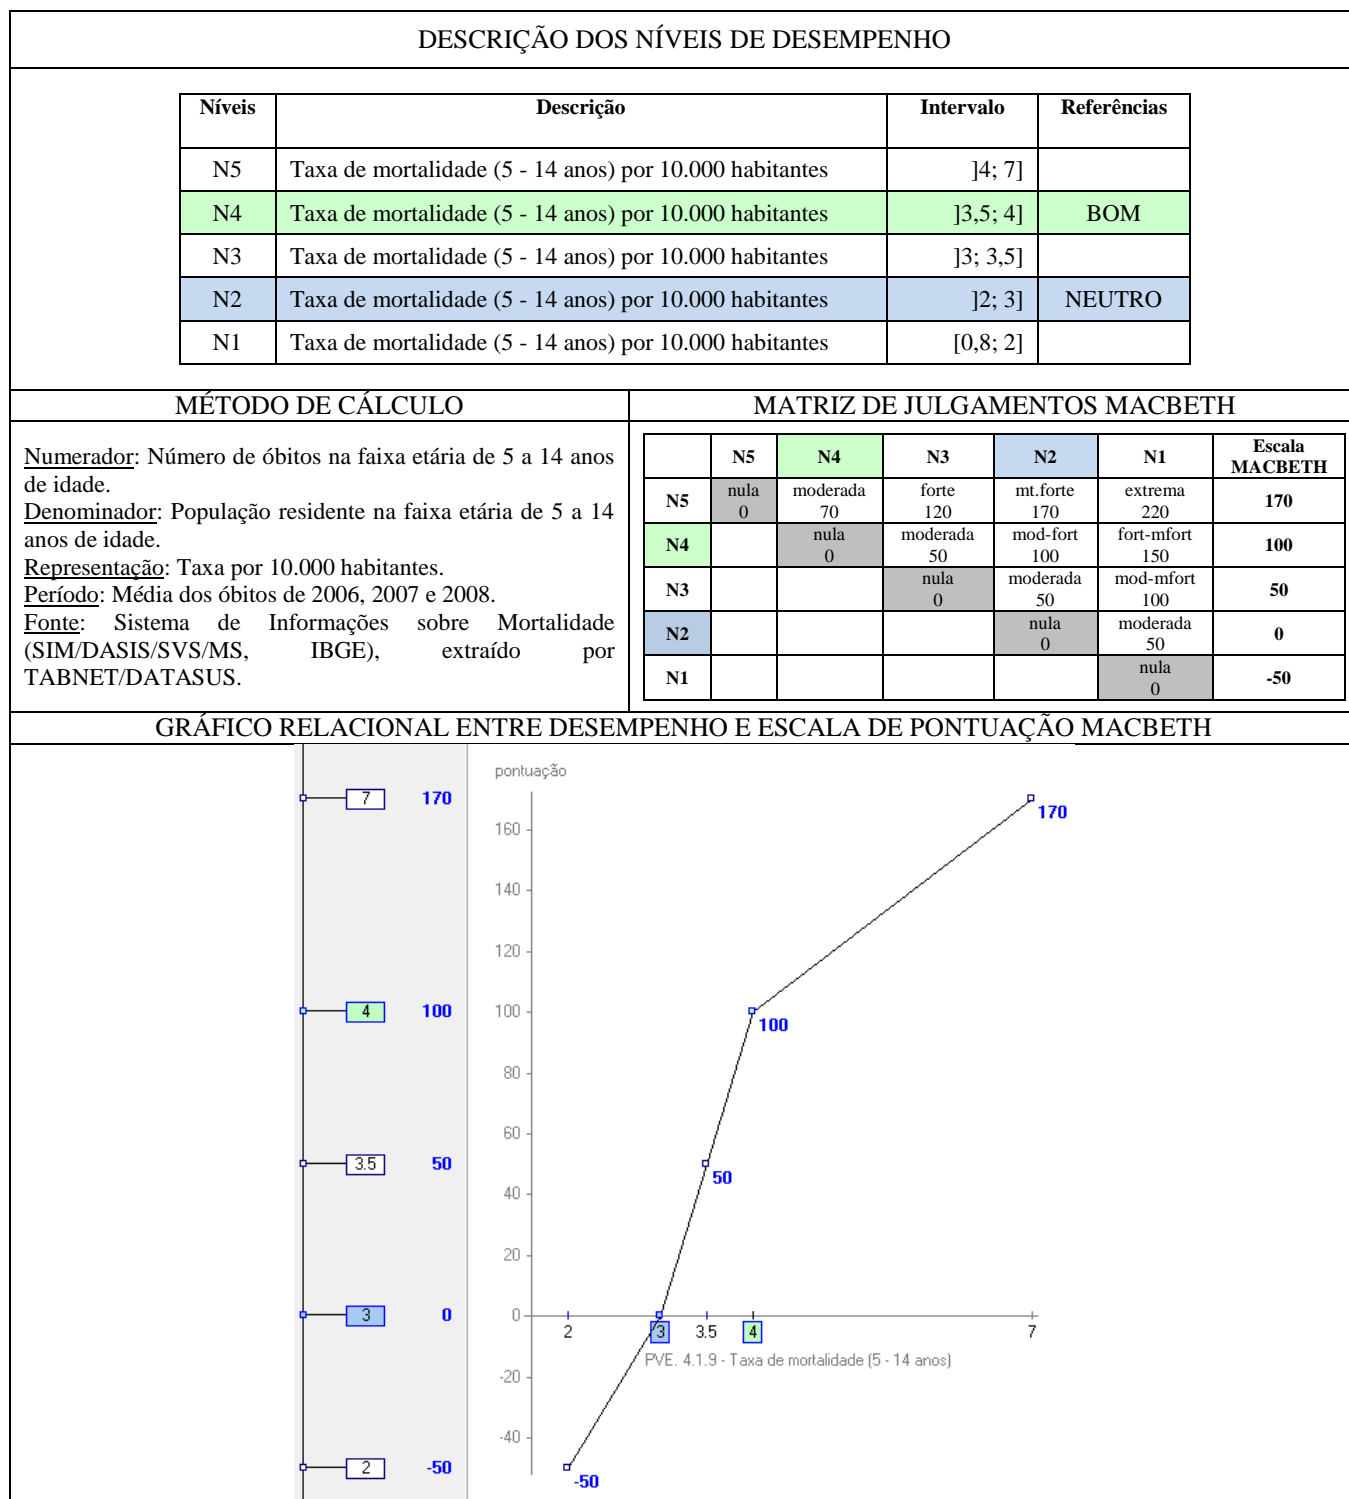 DESCRIÇÃO DOS NÍVEIS DE DESEMPENHO
Níveis Descrição Intervalo Referências
N5 Taxa de mortalidade (5 - 14 anos) por 10.000 habitantes ]4; 7]
N4 Taxa de mortalidade (5 - 14 anos) por 10.000 habitantes ]3,5; 4] BOM
N3 Taxa de mortalidade (5 - 14 anos) por 10.000 habitantes ]3; 3,5]
N2 Taxa de mortalidade (5 - 14 anos) por 10.000 habitantes ]2; 3] NEUTRO
N1 Taxa de mortalidade (5 - 14 anos) por 10.000 habitantes [0,8; 2]
MÉTODO DE CÁLCULO
Numerador: Número de óbitos na faixa etária de 5 a 14 anos
de idade.
Denominador: População residente na faixa etária de 5 a 14
anos de idade.
Representação: Taxa por 10.000 habitantes.
Período: Média dos óbitos de 2006, 2007 e 2008.
Fonte: Sistema de Informações sobre Mortalidade
(SIM/DASIS/SVS/MS, IBGE), extraído por
TABNET/DATASUS.
MATRIZ DE JULGAMENTOS MACBETH
N5 N4 N3 N2 N1 Escala
MACBETH
N5 nula moderada forte mt.forte extrema 170
0 70 120 170 220
N4 nula moderada mod-fort fort-mfort 100
0 50 100 150
N3 nula moderada mod-mfort 50
0 50 100
N2 nula moderada 0
0 50
N1 nula -50
0
GRÁFICO RELACIONAL ENTRE DESEMPENHO E ESCALA DE PONTUAÇÃO MACBETH
7 170
4 100
3.5 50
3 0
2 -50
pontuação
160
140
120
100
80
60
40
20
0
-20
-40
170
100
50
-50
2 3 3.5 4 7
PVE. 4.1.9 - Taxa de mortalidade (5 - 14 anos)